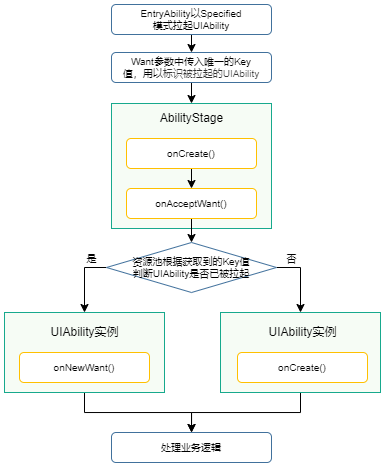 EntryAbility以Specified
模式拉起UIAbility
Want参数中传入唯一的Key
值，用以标识被拉起的UIAbility
AbilityStage
onCreate()
onAcceptWant()
是
资源池根据获取到的Key值
判断UIAbility是否已被拉起
否
UIAbility实例
onNewWant()
UIAbility实例
onCreate()
处理业务逻辑